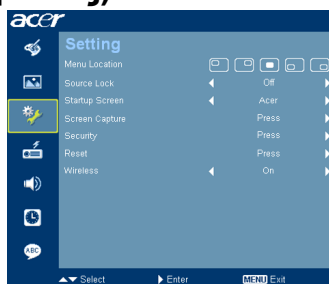 acer
Setting
Menu Location
Source Lock Off
Startup Screen Acer
Screen Capture Press
Security Press
Reset Press
Wireless On
ABC
Select Enter MENU Exit